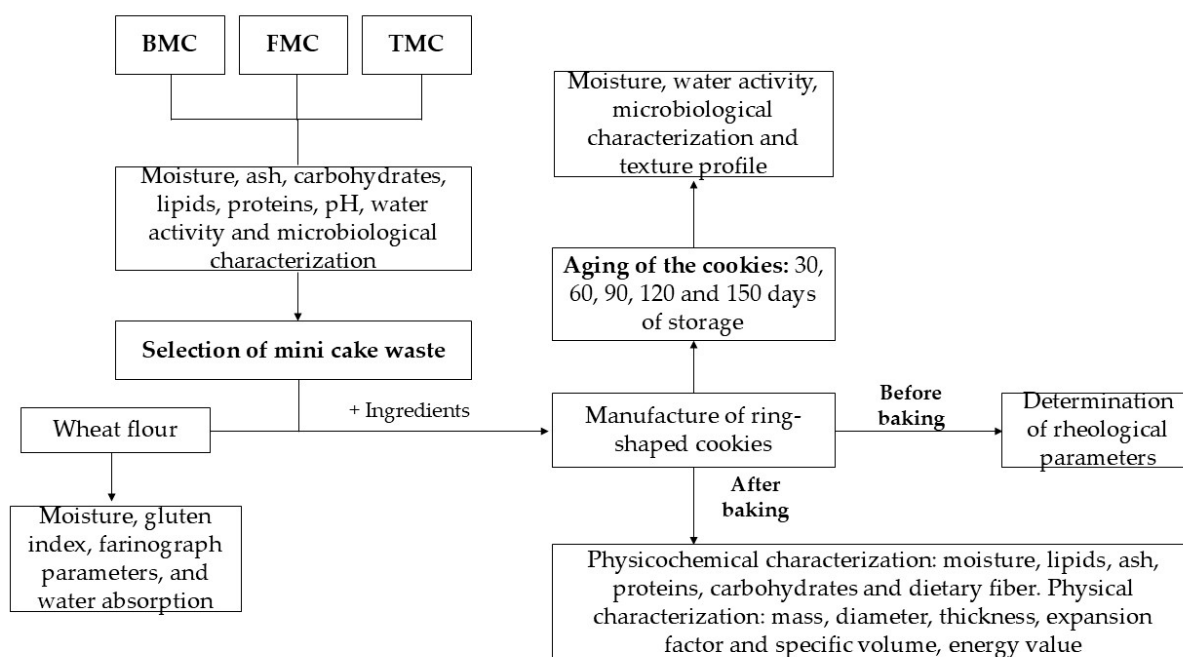 BMC
FMC
TMC
Moisture, ash, carbohydrates,
lipids, proteins, pH, water
activity and microbiological
characterization
Selection of mini cake waste
Wheat flour
+ Ingredients
Moisture, gluten
index, farinograph
parameters, and
water absorption
Moisture, water activity,
microbiological
characterization and
texture profile
Aging of the cookies: 30,
60, 90, 120 and 150 days
of storage
Manufacture of ring-
shaped cookies
Before
baking
Determination
of rheological
parameters
After
baking
Physicochemical characterization: moisture, lipids, ash,
proteins, carbohydrates and dietary fiber. Physical
characterization: mass, diameter, thickness, expansion
factor and specific volume, energy value